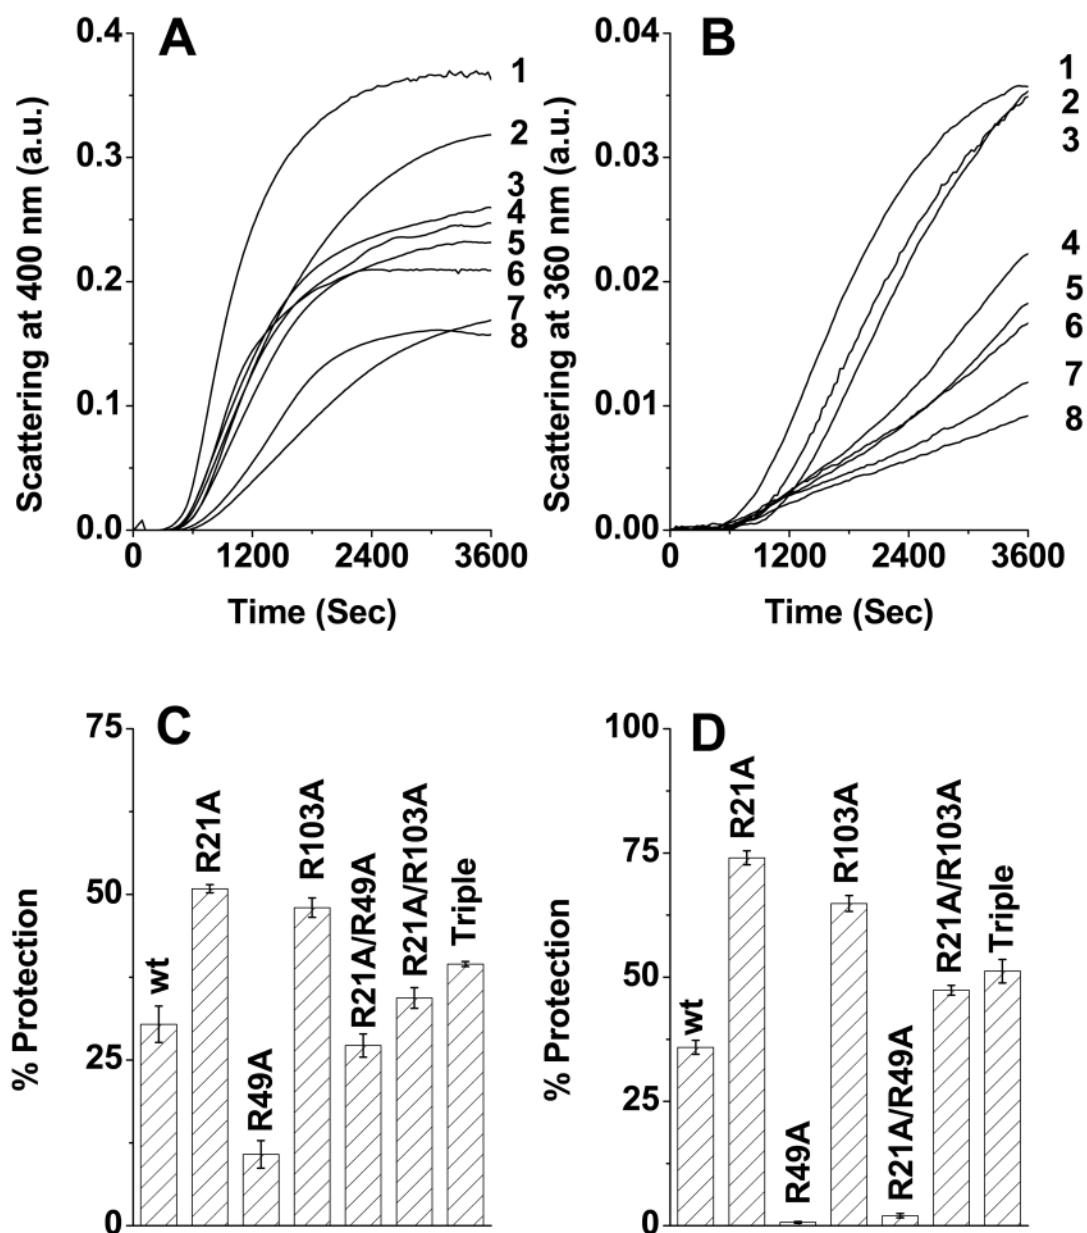 A
Scattering at 400 nm (a.u.)
0.4
0.3
0.2
0.1
0.0
0 1200 2400 3600
Time (Sec)
1
2
3
4
5
6
7
8
B
Scattering at 360 nm (a.u.)
0.04
0.03
0.02
0.01
0.00
0 1200 2400 3600
Time (Sec)
1
2
3
4
5
6
7
8
C
% Protection
75
50
25
0
wt
R21A
R49A
R103A
R21A/R49A
R21A/R103A
Triple
D
% Protection
100
75
50
25
0
wt
R21A
R49A
R103A
R21A/R49A
R21A/R103A
Triple